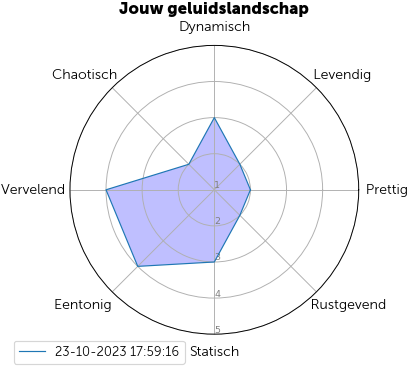 Jouw geluidslandschap
Dynamisch
Chaotisch
Levendig
Vervelend
1
Prettig
2
3
Eentonig
4
Rustgevend
5
23-10-2023 17:59:16
Statisch